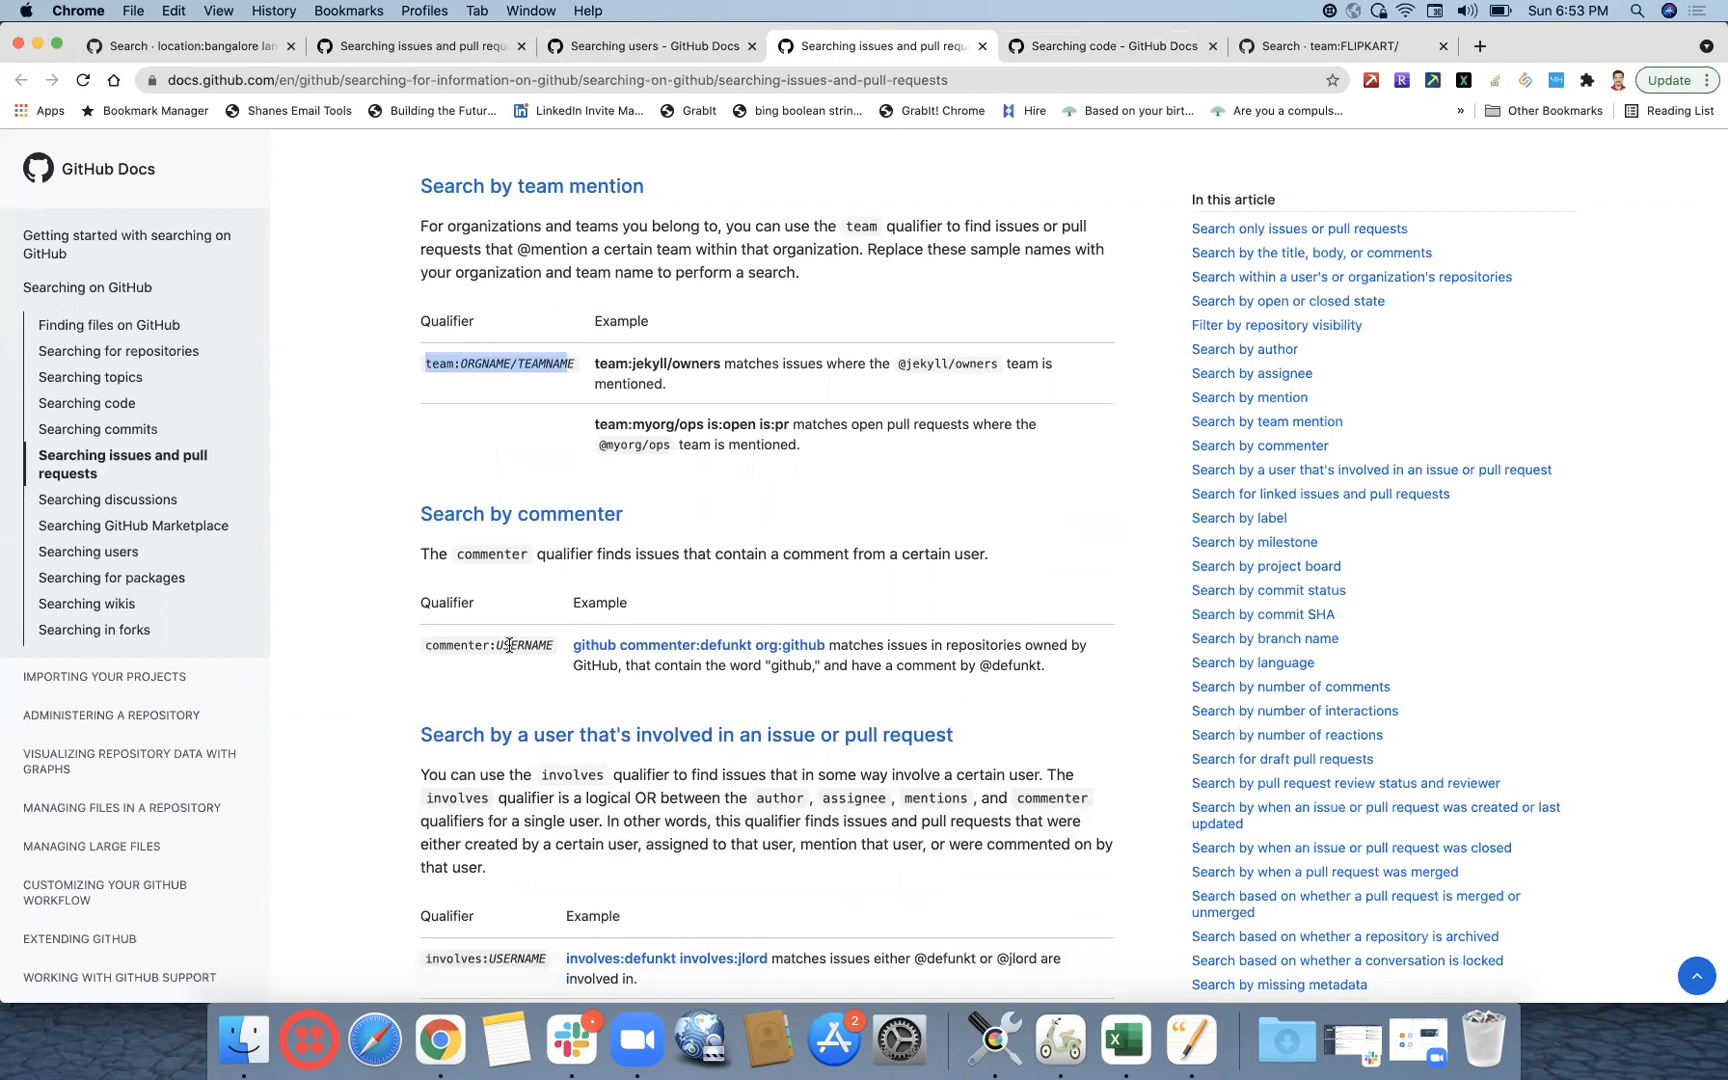 Chrome File Edit View History Bookmarks Profiles Tab Window Help Sun 6:53 PM
Search · location:bangalore lan Searching issues and pull requ Searching users - GitHub Docs Searching issues and pull requ Searching code - GitHub Docs Search · team:FLIPKART/
docs.github.com/en/github/searching-for-information-on-github/searching-on-github/searching-issues-and-pull-requests Update
Apps Bookmark Manager Shanes Email Tools Building the Futur... LinkedIn Invite Ma... GrabIt bing boolean strin... GrabIt! Chrome Hire Based on your birt... Are you a compuls... » Other Bookmarks Reading List
GitHub Docs
Getting started with searching on
GitHub
Searching on GitHub
Finding files on GitHub
Searching for repositories
Searching topics
Searching code
Searching commits
Searching issues and pull
requests
Searching discussions
Searching GitHub Marketplace
Searching users
Searching for packages
Searching wikis
Searching in forks
IMPORTING YOUR PROJECTS
ADMINISTERING A REPOSITORY
VISUALIZING REPOSITORY DATA WITH
GRAPHS
MANAGING FILES IN A REPOSITORY
MANAGING LARGE FILES
CUSTOMIZING YOUR GITHUB
WORKFLOW
EXTENDING GITHUB
WORKING WITH GITHUB SUPPORT
Search by team mention
For organizations and teams you belong to, you can use the team qualifier to find issues or pull
requests that @mention a certain team within that organization. Replace these sample names with
your organization and team name to perform a search.
Qualifier Example
team:ORGNAME/TEAMNAME team:jekyll/owners matches issues where the @jekyll/owners team is
mentioned.
team:myorg/ops is:open is:pr matches open pull requests where the
@myorg/ops team is mentioned.
Search by commenter
The commenter qualifier finds issues that contain a comment from a certain user.
Qualifier Example
commenter:USERNAME github commenter:defunkt org:github matches issues in repositories owned by
GitHub, that contain the word "github," and have a comment by @defunkt.
Search by a user that's involved in an issue or pull request
You can use the involves qualifier to find issues that in some way involve a certain user. The
involves qualifier is a logical OR between the author , assignee , mentions , and commenter
qualifiers for a single user. In other words, this qualifier finds issues and pull requests that were
either created by a certain user, assigned to that user, mention that user, or were commented on by
that user.
Qualifier Example
involves:USERNAME involves:defunkt involves:jlord matches issues either @defunkt or @jlord are
involved in.
In this article
Search only issues or pull requests
Search by the title, body, or comments
Search within a user's or organization's repositories
Search by open or closed state
Filter by repository visibility
Search by author
Search by assignee
Search by mention
Search by team mention
Search by commenter
Search by a user that's involved in an issue or pull request
Search for linked issues and pull requests
Search by label
Search by milestone
Search by project board
Search by commit status
Search by commit SHA
Search by branch name
Search by language
Search by number of comments
Search by number of interactions
Search by number of reactions
Search for draft pull requests
Search by pull request review status and reviewer
Search by when an issue or pull request was created or last
updated
Search by when an issue or pull request was closed
Search by when a pull request was merged
Search based on whether a pull request is merged or
unmerged
Search based on whether a repository is archived
Search based on whether a conversation is locked
Search by missing metadata
2